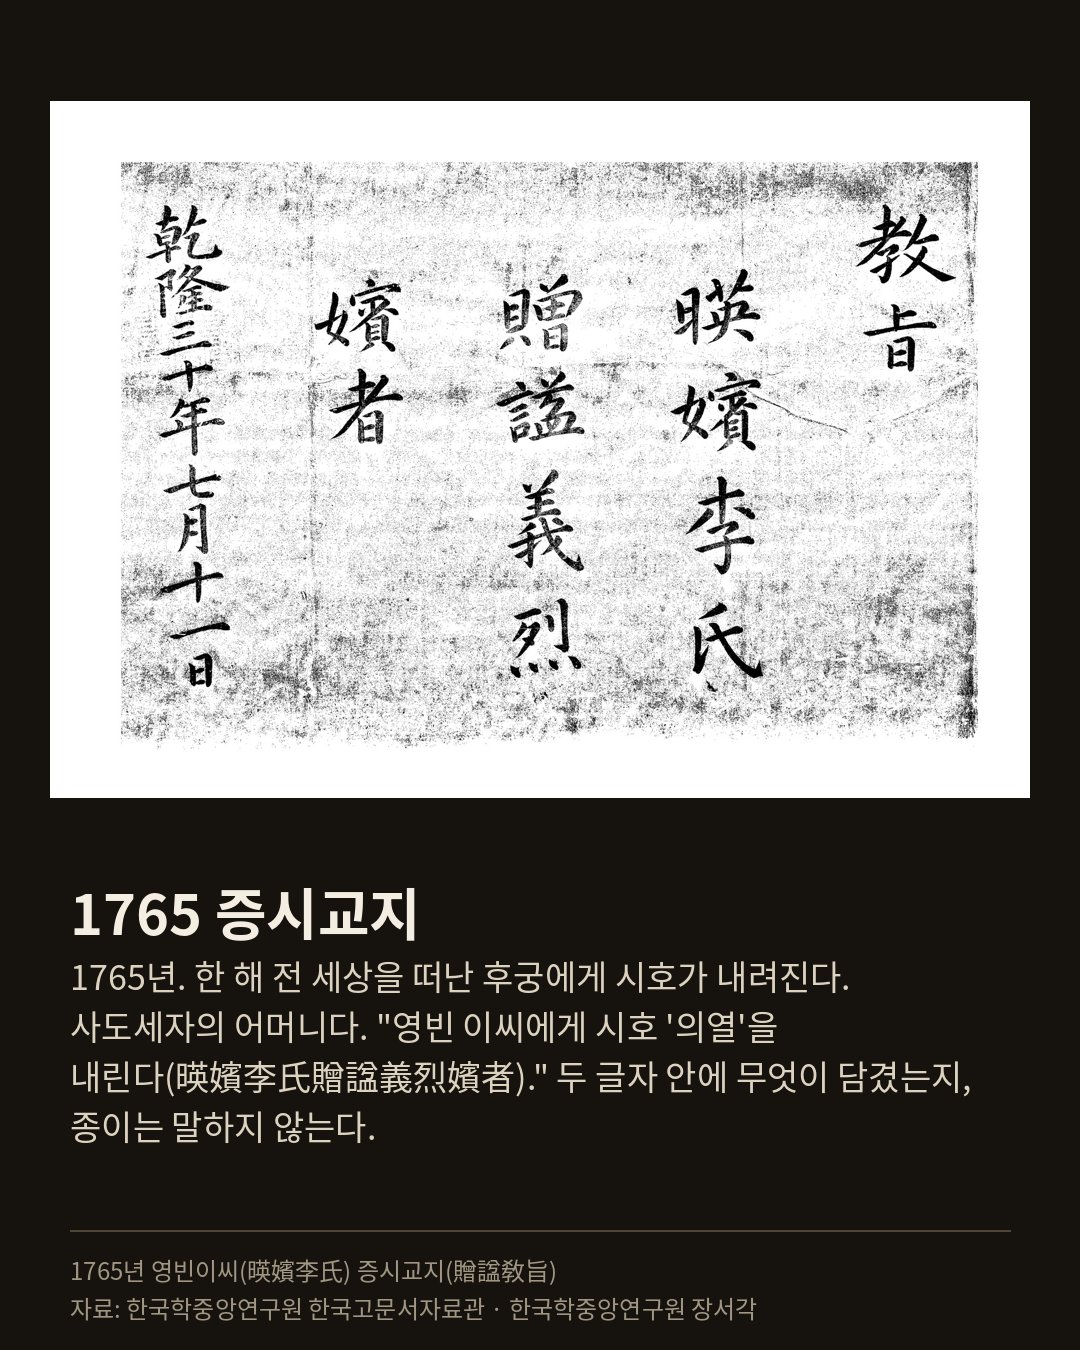 教旨
暎嬪李氏
贈諡義烈
嬪者
乾隆三十年七月十一日
1765 증시교지
1765년. 한 해 전 세상을 떠난 후궁에게 시호가 내려진다.
사도세자의 어머니다. "영빈 이씨에게 시호 '의열'을
내린다(暎嬪李氏贈諡義烈嬪者)." 두 글자 안에 무엇이 담겼는지,
종이는 말하지 않는다.
1765년 영빈이씨(暎嬪李氏) 증시교지(贈諡敎旨)
자료: 한국학중앙연구원 한국고문서자료관 · 한국학중앙연구원 장서각